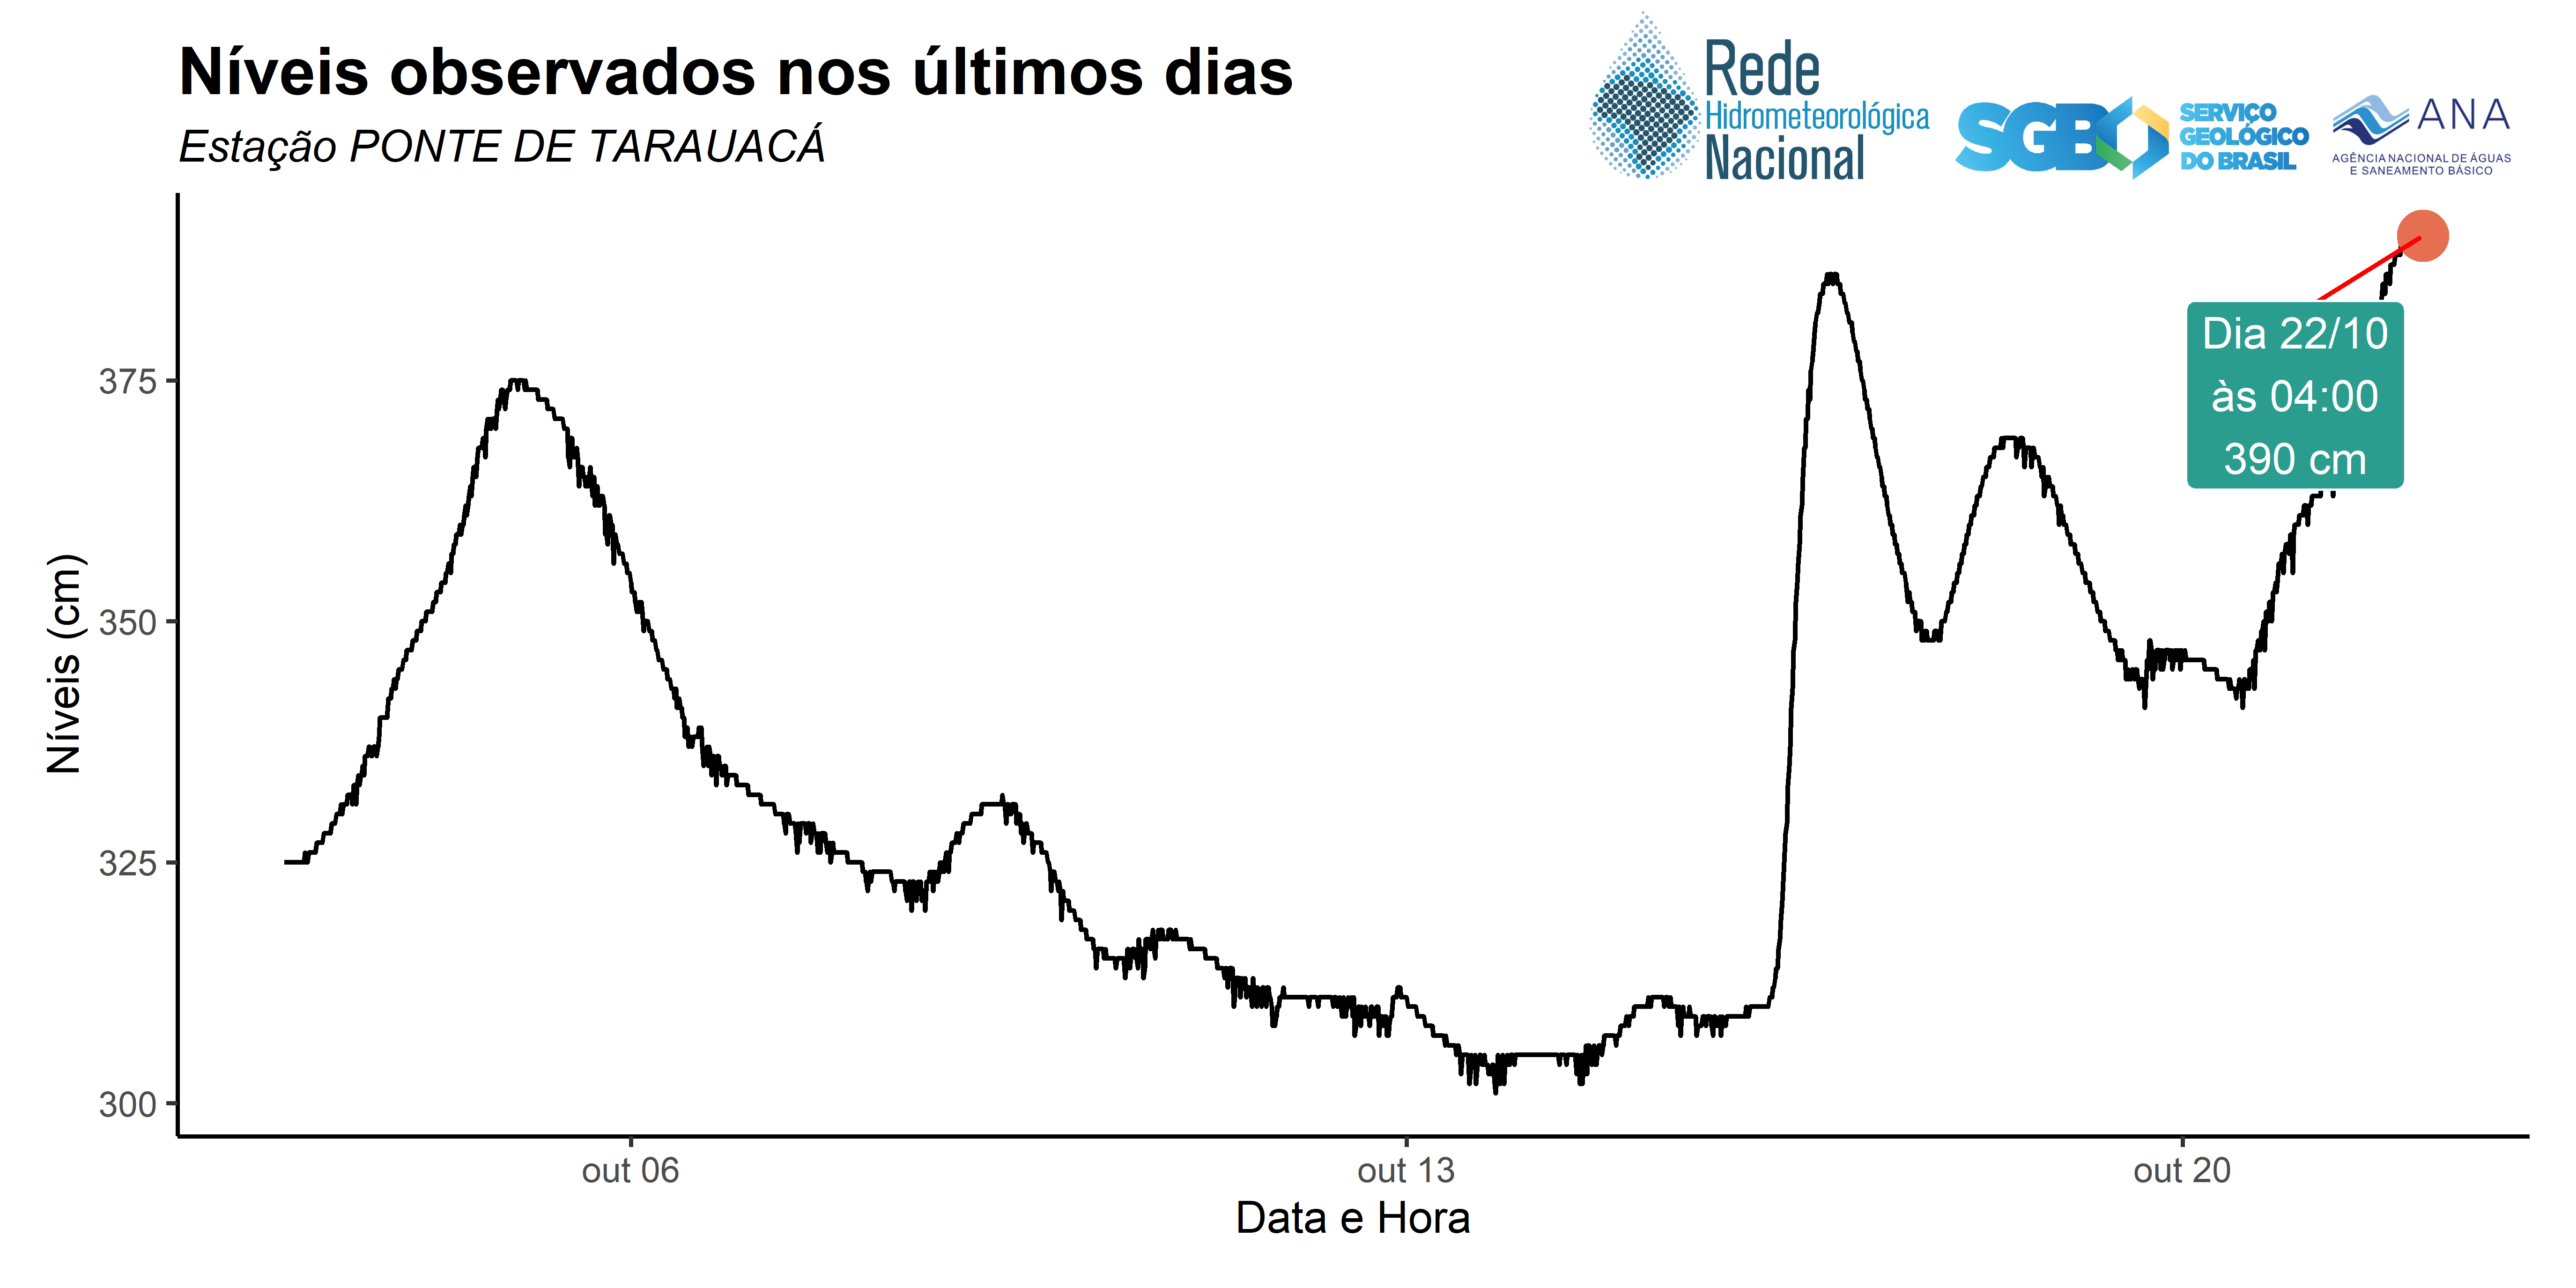 Níveis observados nos últimos dias
Estação PONTE DE TARAUACÁ
Rede
Hidrometeorológica
Nacional
SGB
SERVIÇO
GEOLÓGICO
DO BRASIL
ANA
AGÊNCIA NACIONAL DE ÁGUAS
E SANEAMENTO BÁSICO
Dia 22/10
às 04:00
390 cm
Níveis (cm)
375
350
325
300
out 06
out 13
out 20
Data e Hora